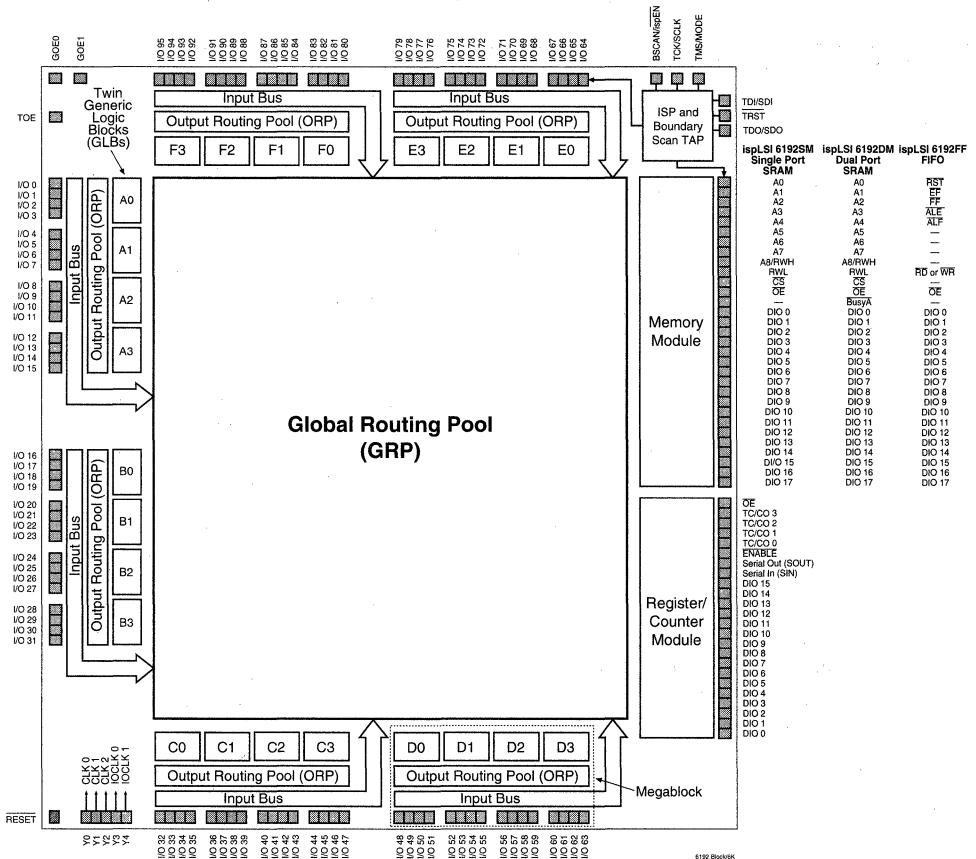 GOE0
GOE1
I/O 95
I/O 94
I/O 93
I/O 92
I/O 91
I/O 90
I/O 89
I/O 88
I/O 87
I/O 86
I/O 85
I/O 84
I/O 83
I/O 82
I/O 81
I/O 80
I/O 79
I/O 78
I/O 77
I/O 76
I/O 75
I/O 74
I/O 73
I/O 72
I/O 71
I/O 70
I/O 69
I/O 68
I/O 67
I/O 66
I/O 65
I/O 64
BSCAN/ispEN
TCK/SCLK
TMS/MODE
TOE
Twin
Generic
Logic
Blocks
(GLBs)
Input Bus
Output Routing Pool (ORP)
F3 F2 F1 F0
Input Bus
Output Routing Pool (ORP)
E3 E2 E1 E0
ISP and
Boundary
Scan TAP
TDI/SDI
TRST
TDO/SDO
ispLSI 6192SM ispLSI 6192DM ispLSI 6192FF
Single Port Dual Port FIFO
SRAM SRAM
A0 A0 RST
A1 A1 EF
A2 A2 FF
A3 A3 ALE
A4 A4 ALF
A5 A5 —
A6 A6 —
A7 A7 —
A8/RWH A8/RWH —
RWL RWL RD or WR
CS CS —
OE OE OE
— BusyA —
DIO 0 DIO 0 DIO 0
DIO 1 DIO 1 DIO 1
DIO 2 DIO 2 DIO 2
DIO 3 DIO 3 DIO 3
DIO 4 DIO 4 DIO 4
DIO 5 DIO 5 DIO 5
DIO 6 DIO 6 DIO 6
DIO 7 DIO 7 DIO 7
DIO 8 DIO 8 DIO 8
DIO 9 DIO 9 DIO 9
DIO 10 DIO 10 DIO 10
DIO 11 DIO 11 DIO 11
DIO 12 DIO 12 DIO 12
DIO 13 DIO 13 DIO 13
DIO 14 DIO 14 DIO 14
DI/O 15 DIO 15 DIO 15
DIO 16 DIO 16 DIO 16
DIO 17 DIO 17 DIO 17
I/O 0
I/O 1
I/O 2
I/O 3
I/O 4
I/O 5
I/O 6
I/O 7
I/O 8
I/O 9
I/O 10
I/O 11
I/O 12
I/O 13
I/O 14
I/O 15
Input Bus
Output Routing Pool (ORP)
A0
A1
A2
A3
Global Routing Pool
(GRP)
Memory
Module
I/O 16
I/O 17
I/O 18
I/O 19
I/O 20
I/O 21
I/O 22
I/O 23
I/O 24
I/O 25
I/O 26
I/O 27
I/O 28
I/O 29
I/O 30
I/O 31
Input Bus
Output Routing Pool (ORP)
B0
B1
B2
B3
Register/
Counter
Module
OE
TC/CO 3
TC/CO 2
TC/CO 1
TC/CO 0
ENABLE
Serial Out (SOUT)
Serial In (SIN)
DIO 15
DIO 14
DIO 13
DIO 12
DIO 11
DIO 10
DIO 9
DIO 8
DIO 7
DIO 6
DIO 5
DIO 4
DIO 3
DIO 2
DIO 1
DIO 0
C0 C1 C2 C3
Output Routing Pool (ORP)
Input Bus
D0 D1 D2 D3
Output Routing Pool (ORP)
Input Bus
Megablock
CLK 0
CLK 1
CLK 2
IOCLK 0
IOCLK 1
RESET
Y0
Y1
Y2
Y3
Y4
I/O 32
I/O 33
I/O 34
I/O 35
I/O 36
I/O 37
I/O 38
I/O 39
I/O 40
I/O 41
I/O 42
I/O 43
I/O 44
I/O 45
I/O 46
I/O 47
I/O 48
I/O 49
I/O 50
I/O 51
I/O 52
I/O 53
I/O 54
I/O 55
I/O 56
I/O 57
I/O 58
I/O 59
I/O 60
I/O 61
I/O 62
I/O 63
6192 Block/6K